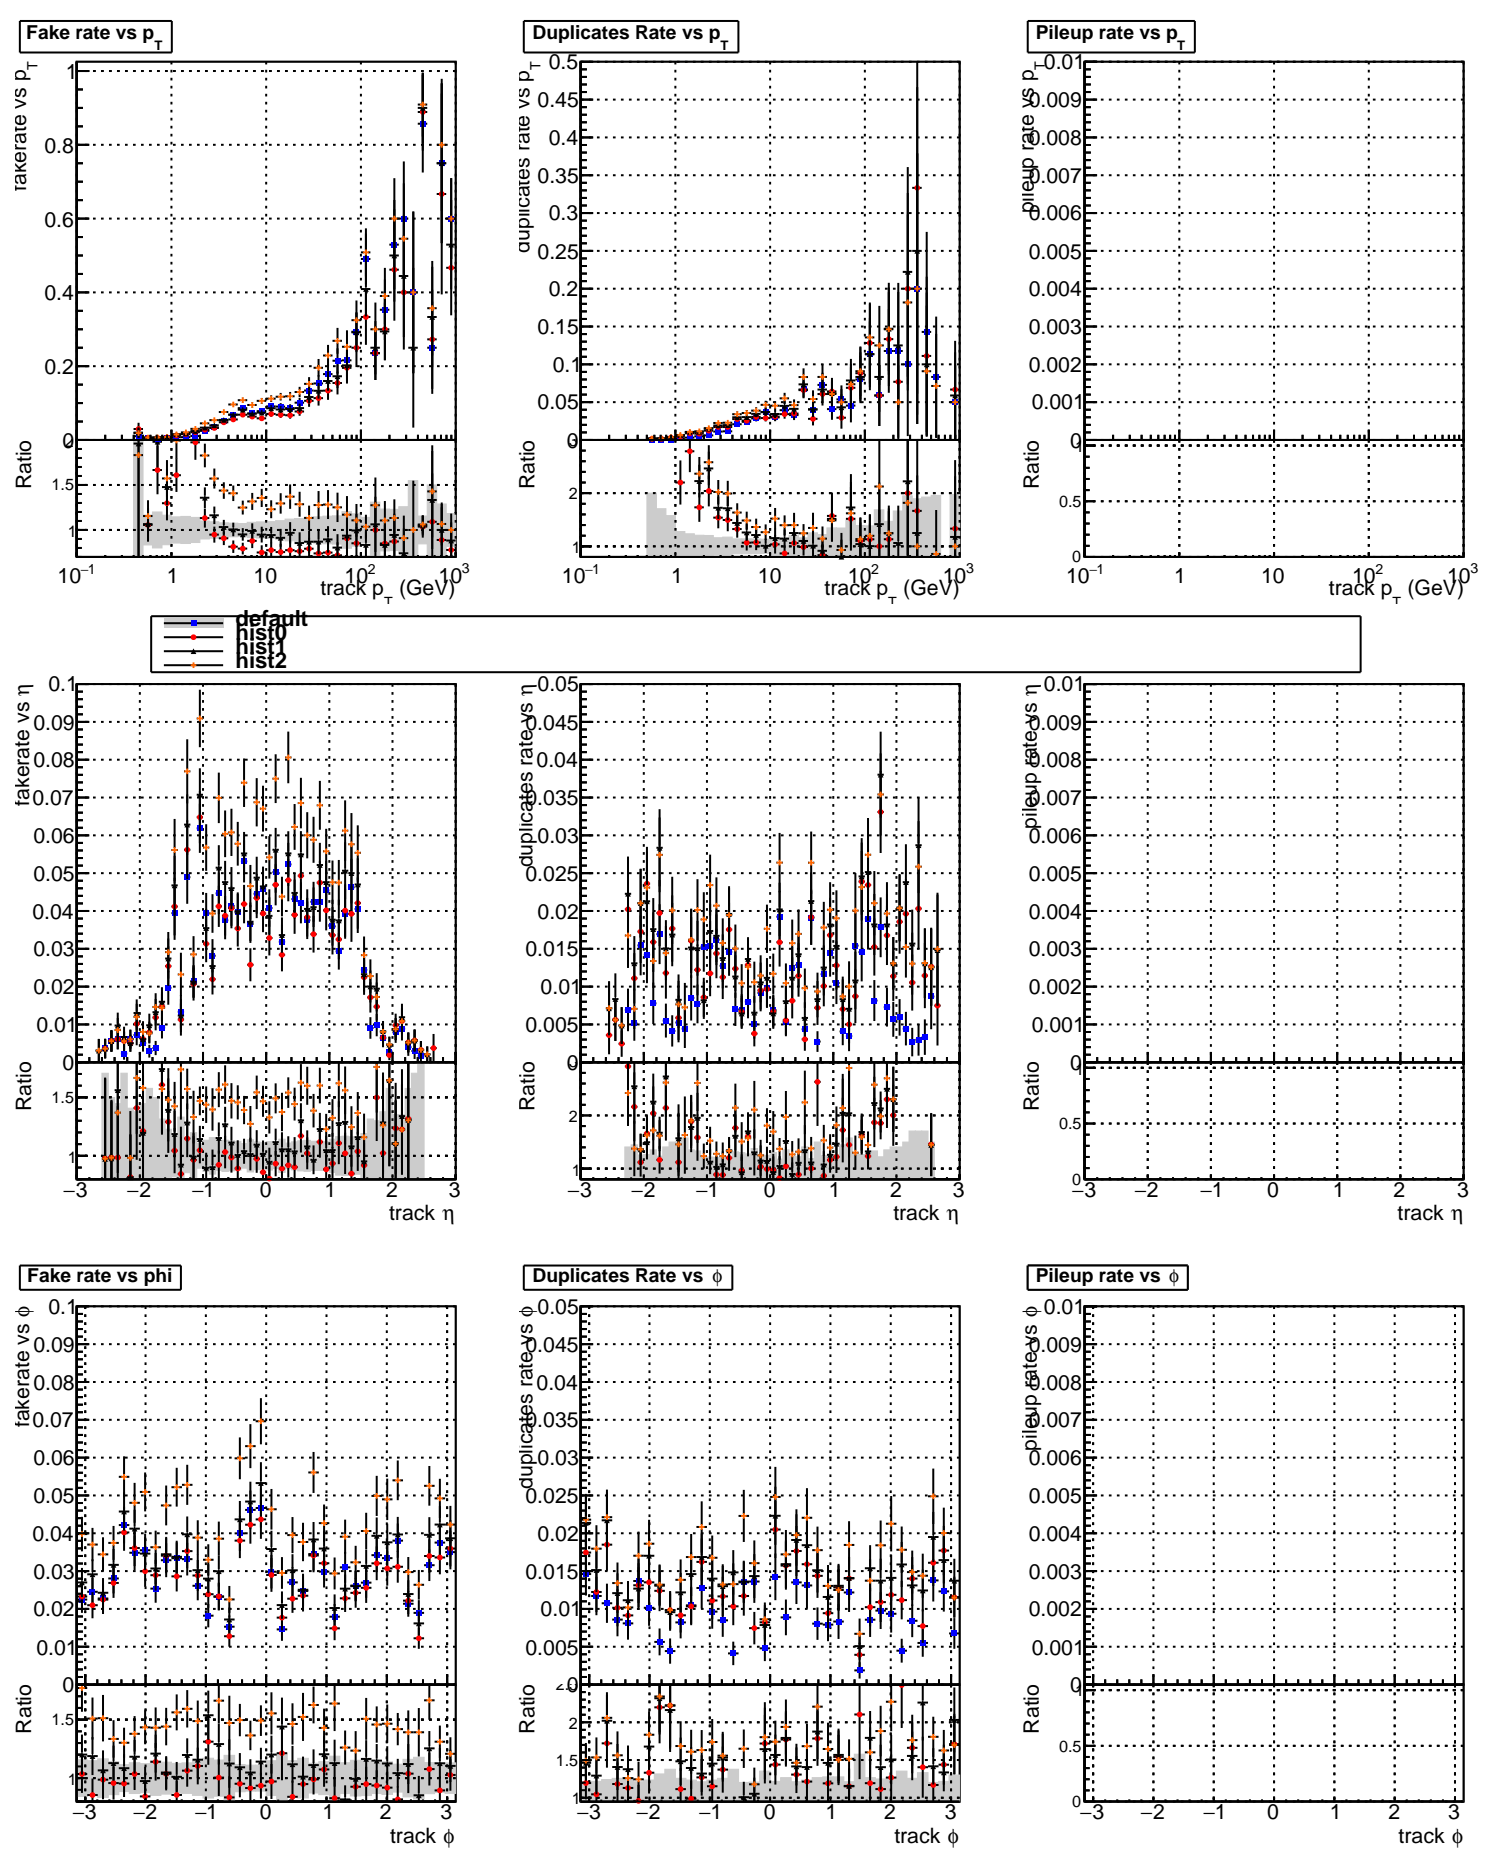 Fake rate vs p_T
Duplicates Rate vs p_T
Pileup rate vs p_T
fakerate vs p_T
1
0.8
0.6
0.4
0.2
0
Ratio
1.5
1
10^−1 1 10 10^2 10^3
track p_T (GeV)
duplicates rate vs p_T
0.5
0.45
0.4
0.35
0.3
0.25
0.2
0.15
0.1
0.05
0
Ratio
2
1
10^−1 1 10 10^2 10^3
track p_T (GeV)
pileup rate vs p_T
0.01
0.009
0.008
0.007
0.006
0.005
0.004
0.003
0.002
0.001
0
Ratio
1
0.5
0
10^−1 1 10 10^2 10^3
track p_T (GeV)
default
hist0
hist1
hist2
fakerate vs η
0.1
0.09
0.08
0.07
0.06
0.05
0.04
0.03
0.02
0.01
0
Ratio
1.5
1
−3 −2 −1 0 1 2 3
track η
duplicates rate vs η
0.05
0.045
0.04
0.035
0.03
0.025
0.02
0.015
0.01
0.005
0
Ratio
2
1
−3 −2 −1 0 1 2 3
track η
pileup rate vs η
0.01
0.009
0.008
0.007
0.006
0.005
0.004
0.003
0.002
0.001
0
Ratio
1
0.5
0
−3 −2 −1 0 1 2 3
track η
Fake rate vs phi
Duplicates Rate vs ϕ
Pileup rate vs ϕ
fakerate vs ϕ
0.1
0.09
0.08
0.07
0.06
0.05
0.04
0.03
0.02
0.01
0
Ratio
1.5
1
−3 −2 −1 0 1 2 3
track ϕ
duplicates rate vs ϕ
0.05
0.045
0.04
0.035
0.03
0.025
0.02
0.015
0.01
0.005
0
Ratio
2
1.5
1
−3 −2 −1 0 1 2 3
track ϕ
pileup rate vs ϕ
0.01
0.009
0.008
0.007
0.006
0.005
0.004
0.003
0.002
0.001
0
Ratio
1
0.5
0
−3 −2 −1 0 1 2 3
track ϕ